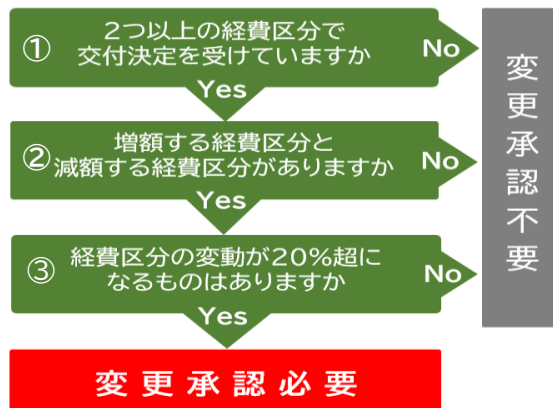 ①
2つ以上の経費区分で
交付決定を受けていますか
No
Yes
②
増額する経費区分と
減額する経費区分がありますか
No
Yes
③
経費区分の変動が20%超に
なるものはありますか
No
Yes
変更承認必要
変更承認不要